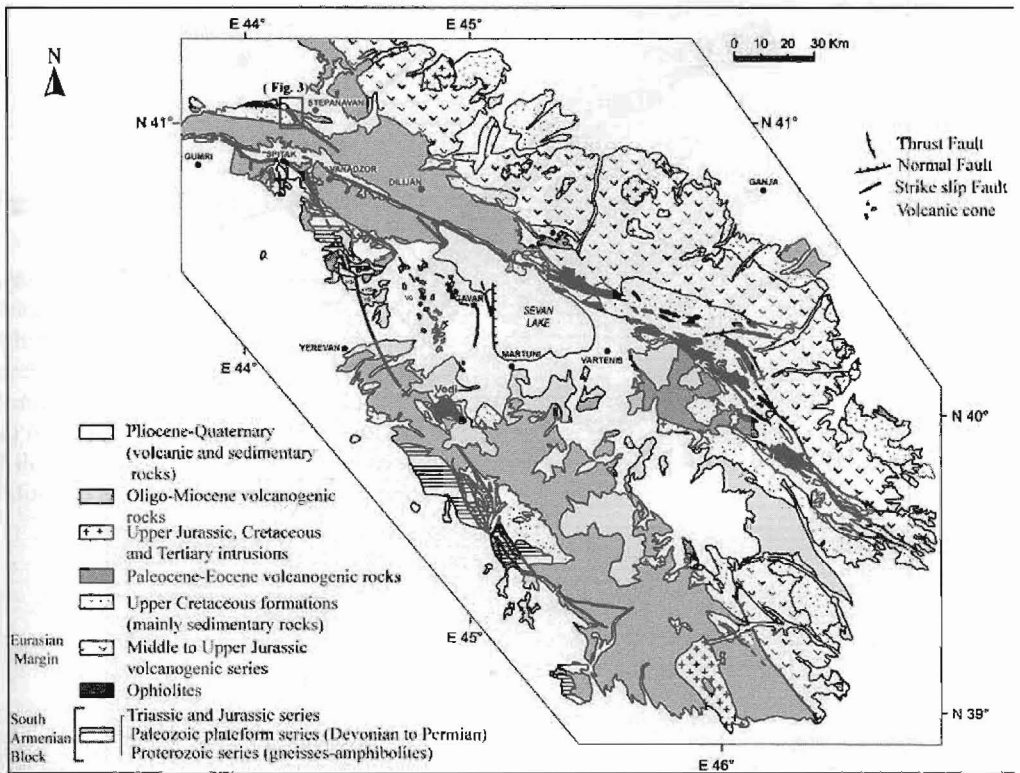 E 44°
E 45°
0 10 20 30 Km
N
( Fig. 3)
STEPANAVAN
N 41°
N 41°
GUMRI
SPITAK
VANADZOR
DILIJAN
GANJA
Thrust Fault
Normal Fault
Strike slip Fault
Volcanic cone
GAVAR
SEVAN
LAKE
YEREVAN
MARTUNI
VARTENIS
E 44°
Vedi
N 40°
Pliocene-Quaternary
(volcanic and sedimentary
rocks)
Oligo-Miocene volcanogenic
rocks
Upper Jurassic, Cretaceous
and Tertiary intrusions
Paleocene-Eocene volcanogenic rocks
Upper Cretaceous formations
(mainly sedimentary rocks)
E 45°
Eurasian
Margin
Middle to Upper Jurassic
volcanogenic series
Ophiolites
South
Armenian
Block
Triassic and Jurassic series
Paleozoic plateform series (Devonian to Permian)
Proterozoic series (gneisses-amphibolites)
N 39°
E 46°